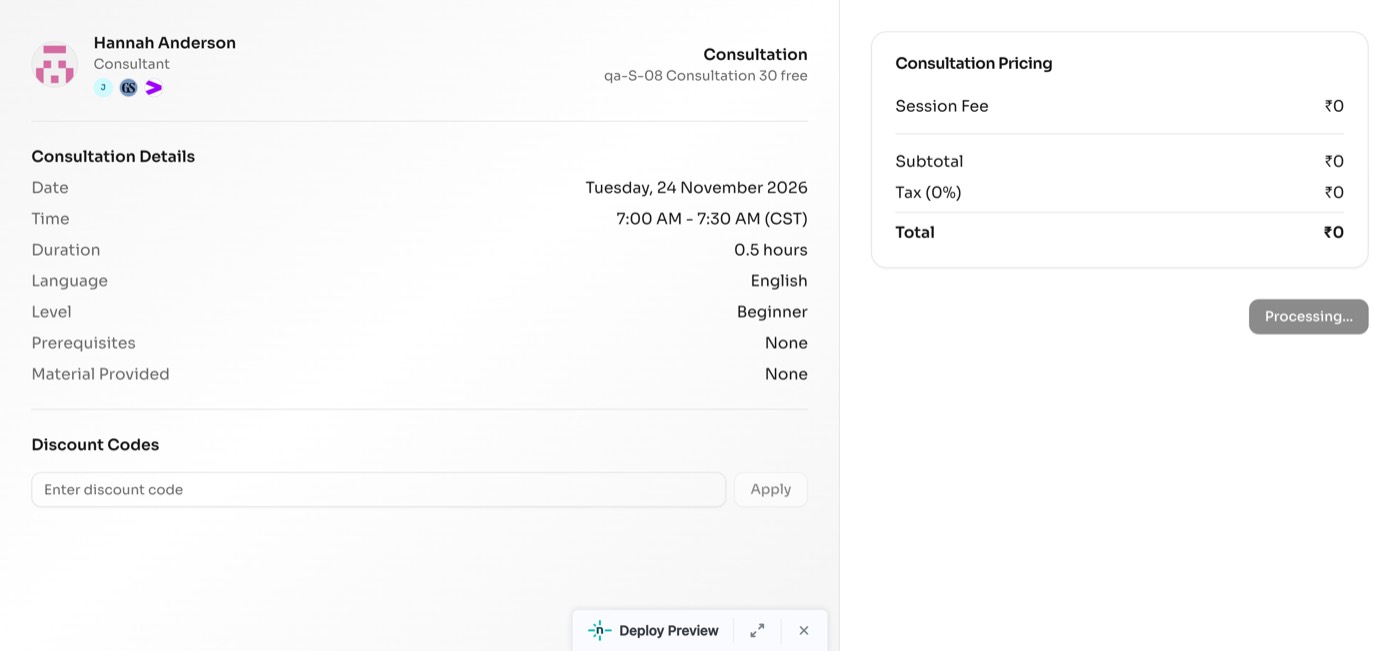 Hannah Anderson
Consultant
J GS
Consultation
qa-S-08 Consultation 30 free
Consultation Details
Date Tuesday, 24 November 2026
Time 7:00 AM - 7:30 AM (CST)
Duration 0.5 hours
Language English
Level Beginner
Prerequisites None
Material Provided None
Discount Codes
Enter discount code Apply
Consultation Pricing
Session Fee ₹0
Subtotal ₹0
Tax (0%) ₹0
Total ₹0
Processing...
n Deploy Preview